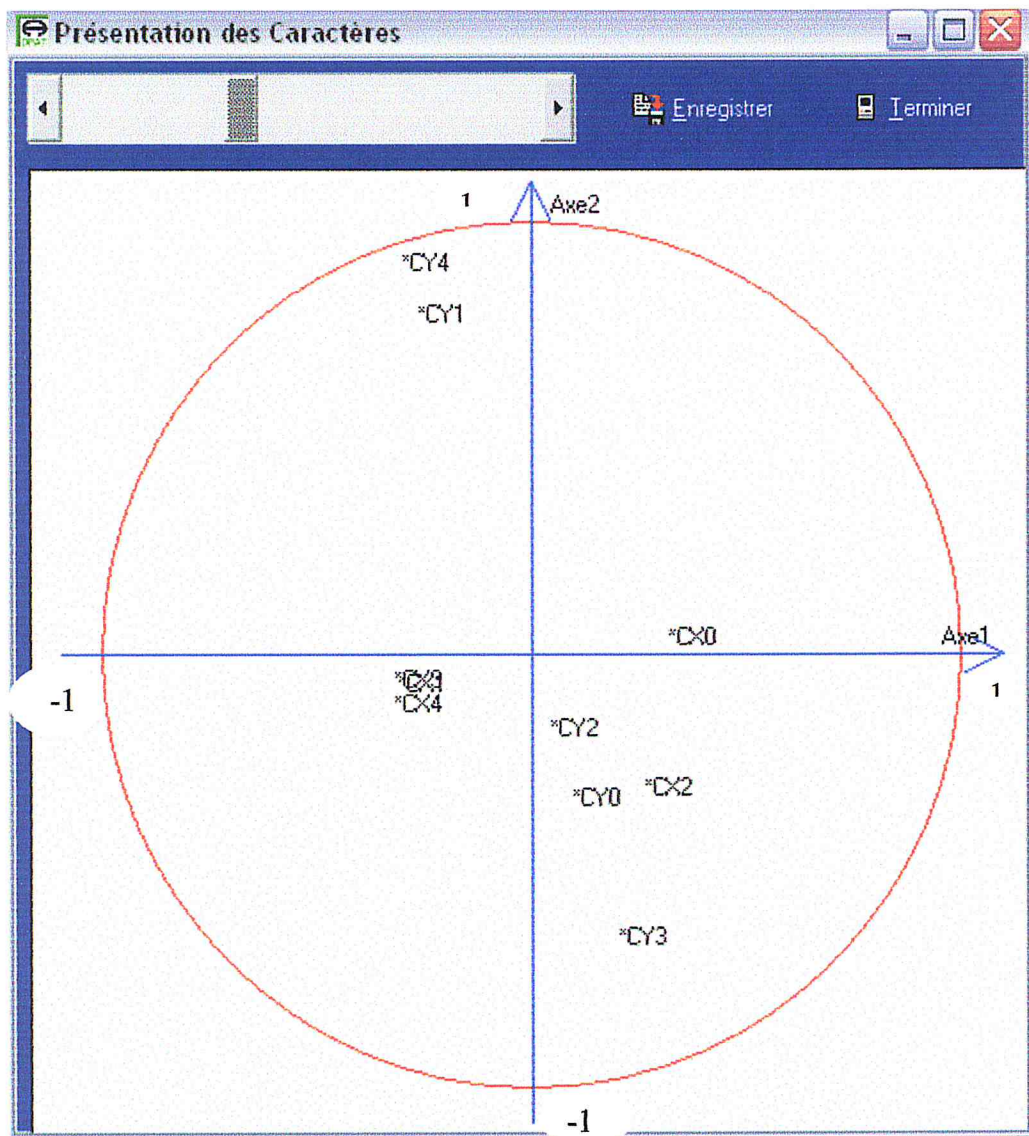 Présentation des Caractères
Enregistrer
Terminer
1
Axe2
*CY4
*CY1
*CX0
Axe1
1
-1
*CX4
*CY2
*CY0
*CX2
*CY3
-1